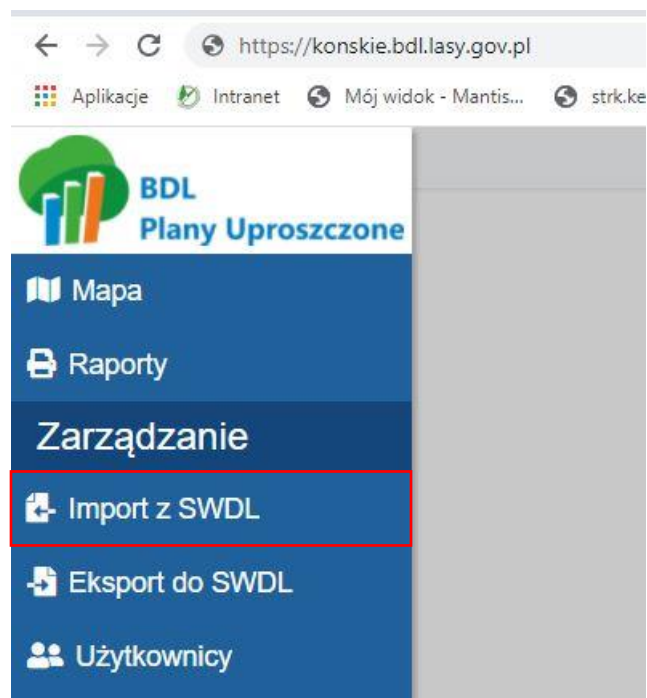 https://konskie.bdl.lasy.gov.pl
Aplikacje Intranet Mój widok - Mantis... strk.ke
BDL
Plany Uproszczone
Mapa
Raporty
Zarządzanie
Import z SWDL
Eksport do SWDL
Użytkownicy